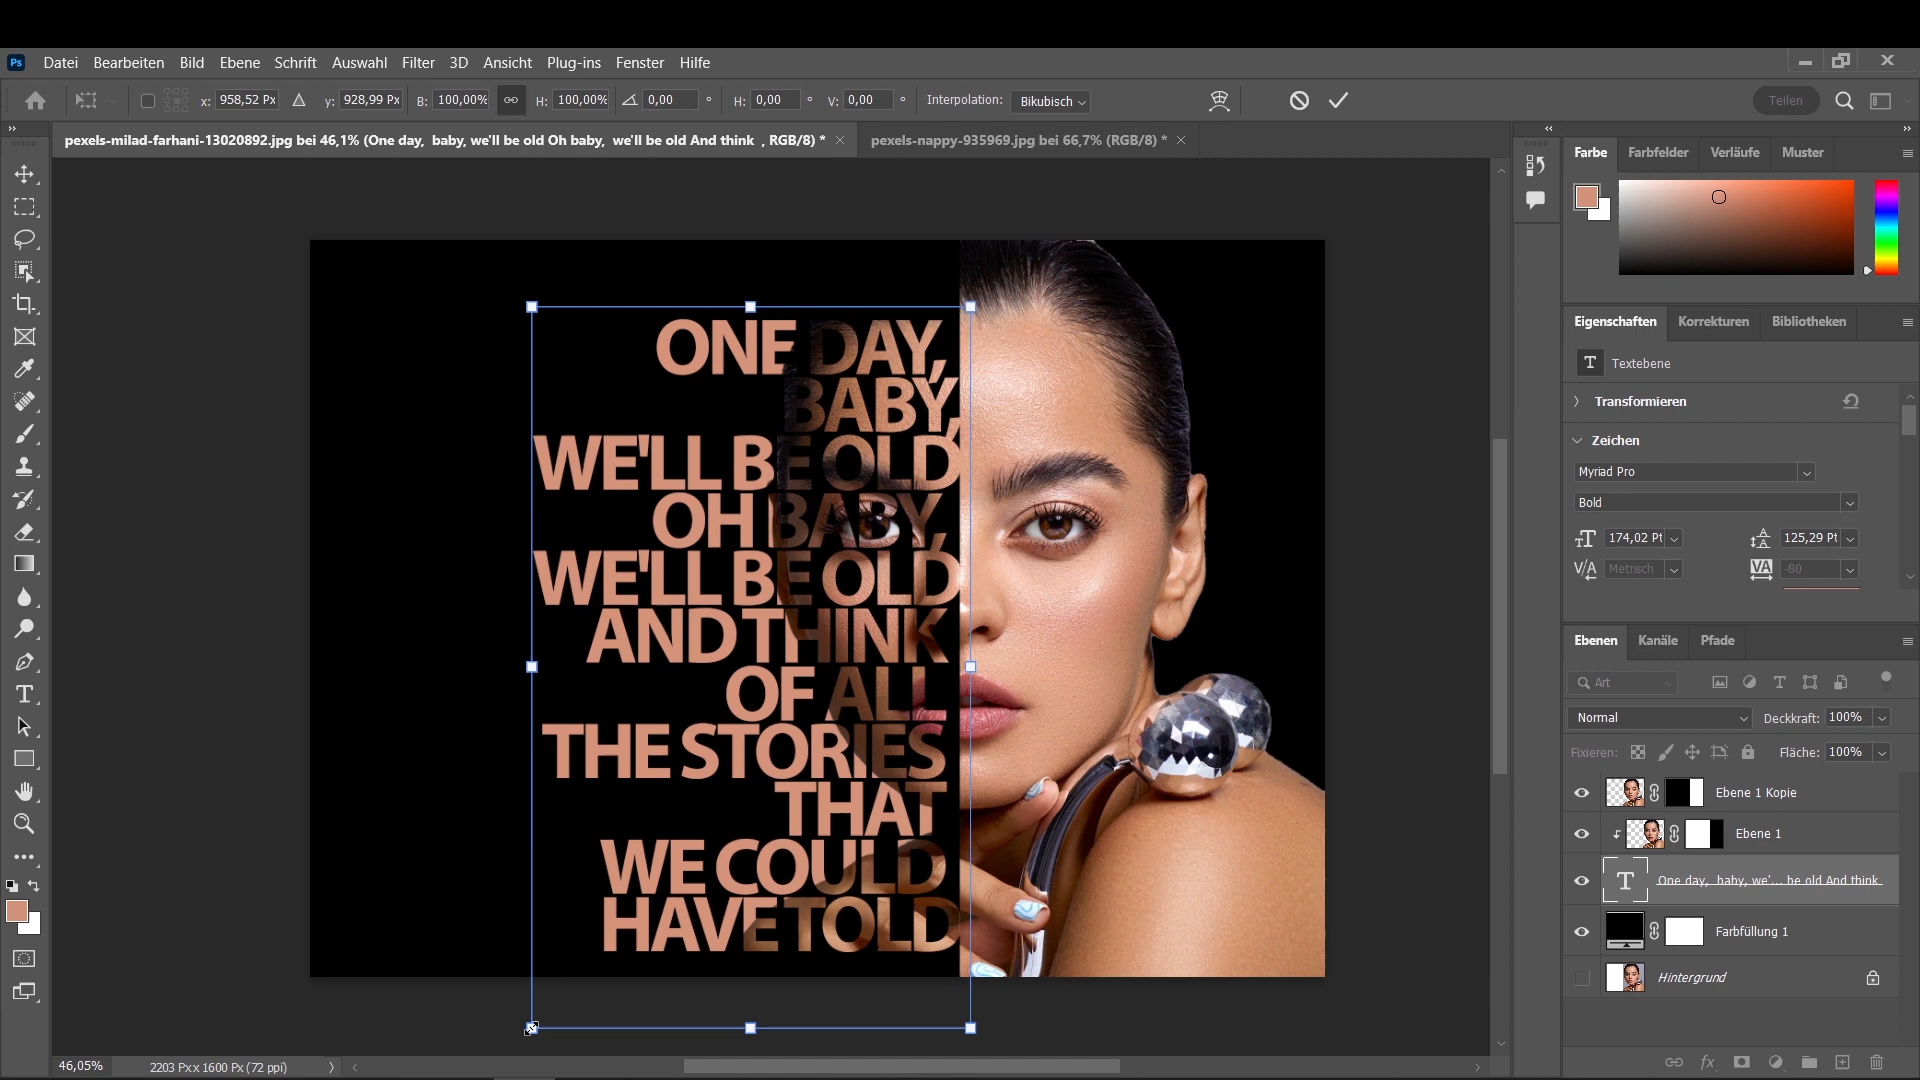 Ps Datei Bearbeiten Bild Ebene Schrift Auswahl Filter 3D Ansicht Plug-ins Fenster Hilfe
x: 958,52 Px y: 928,99 Px B: 100,00% H: 100,00% 0,00 ° H: 0,00 ° V: 0,00 ° Interpolation: Bikubisch Teilen
pexels-milad-farhani-13020892.jpg bei 46,1% (One day, baby, we'll be old Oh baby, we'll be old And think , RGB/8) *
pexels-nappy-935969.jpg bei 66,7% (RGB/8) *
ONE DAY,
BABY,
WE'LL BE OLD
OH BABY,
WE'LL BE OLD
AND THINK
OF ALL
THE STORIES
THAT
WE COULD
HAVE TOLD
Farbe Farbfelder Verläufe Muster
Eigenschaften Korrekturen Bibliotheken
T Textebene
Transformieren
Zeichen
Myriad Pro
Bold
174,02 Pt 125,29 Pt
Metrisch -80
Ebenen Kanäle Pfade
Art
Normal Deckkraft: 100%
Fixieren: Fläche: 100%
Ebene 1 Kopie
Ebene 1
T One day, baby, we'... be old And think
Farbfüllung 1
Hintergrund
fx
46,05% 2203 Px x 1600 Px (72 ppi)